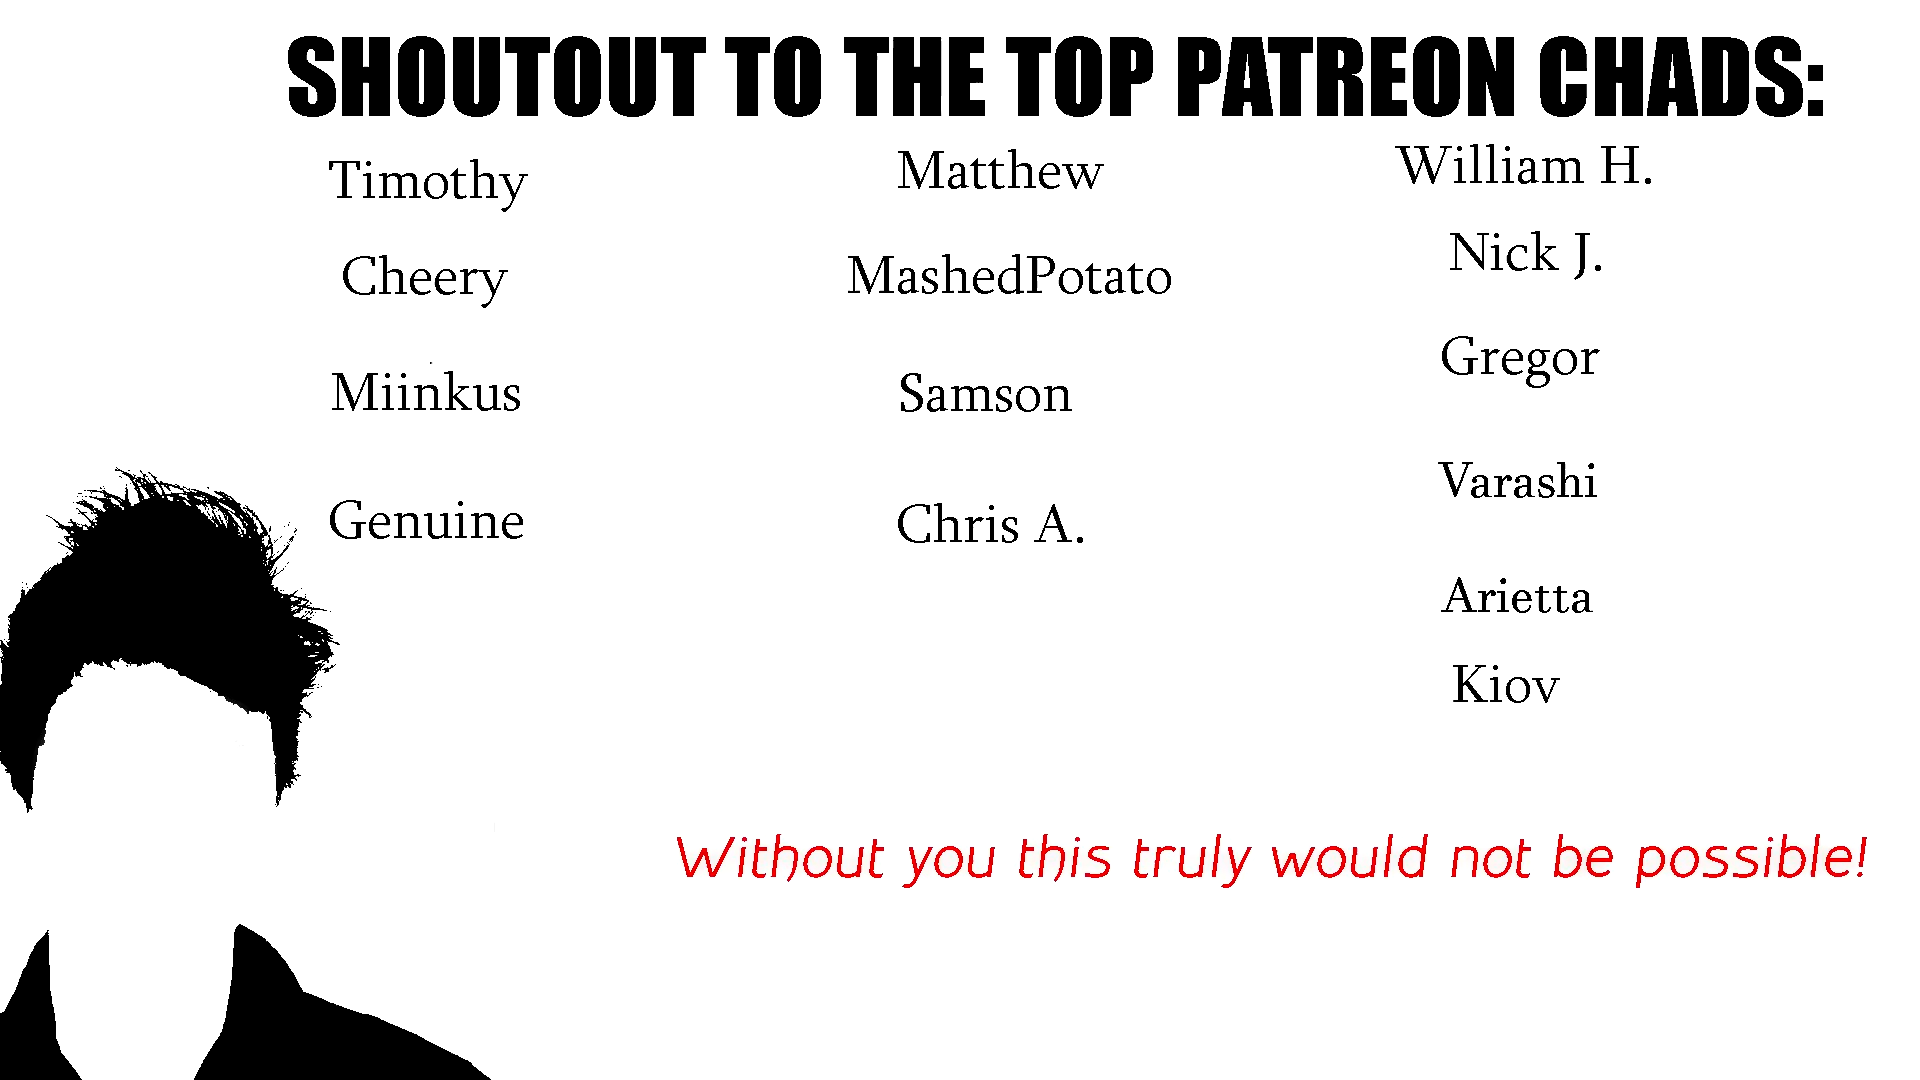 SHOUTOUT TO THE TOP PATREON CHADS:
Timothy
Cheery
Miinkus
Genuine
Matthew
MashedPotato
Samson
Chris A.
William H.
Nick J.
Gregor
Varashi
Arietta
Kiov
Without you this truly would not be possible!